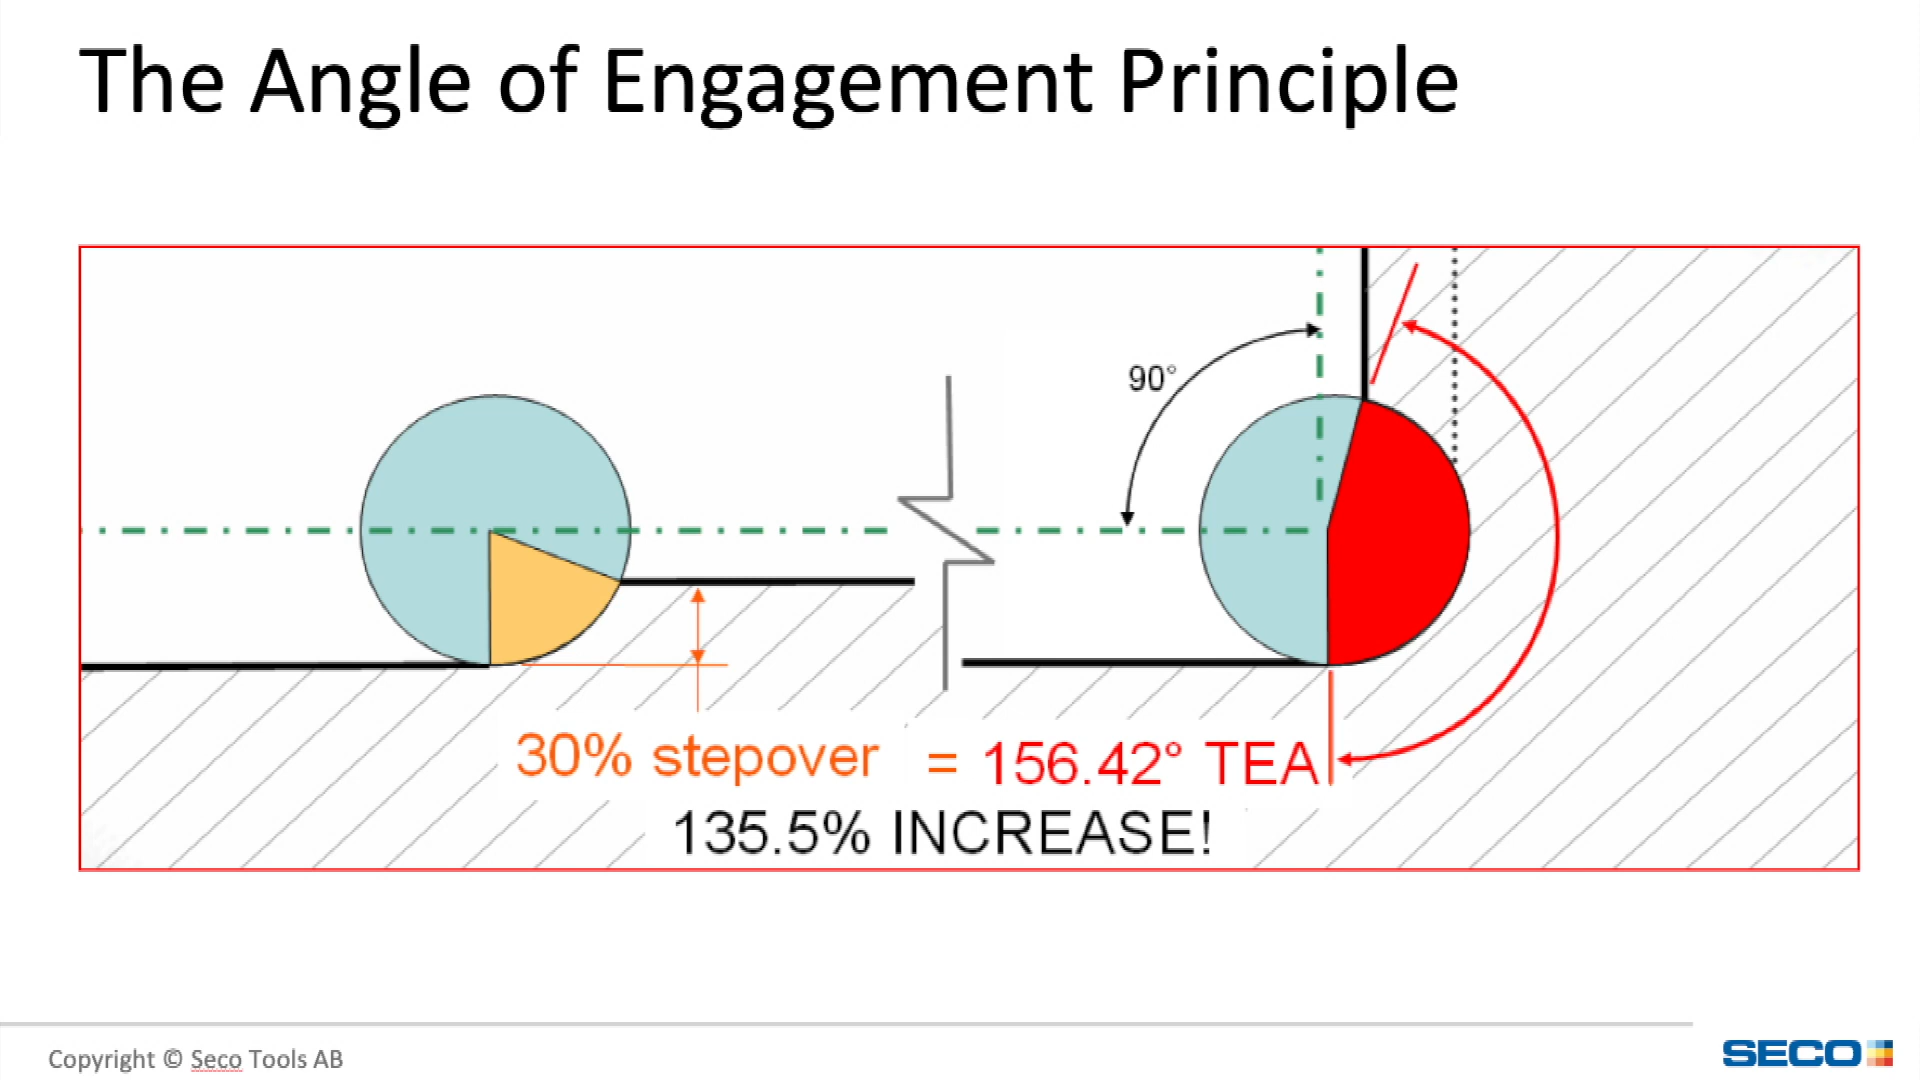 The Angle of Engagement Principle
90°
30% stepover = 156.42° TEA
135.5% INCREASE!
Copyright © Seco Tools AB
SECO